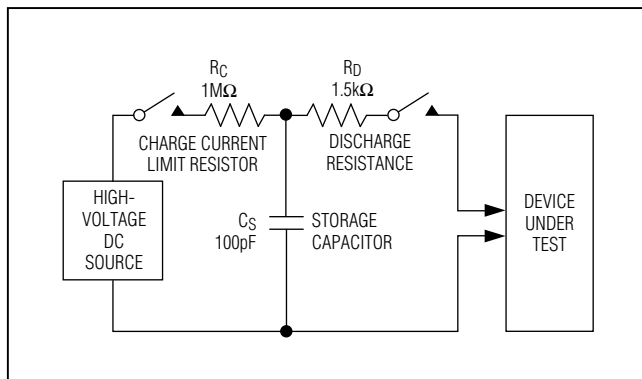 RC
1MΩ
RD
1.5kΩ
CHARGE CURRENT
LIMIT RESISTOR
DISCHARGE
RESISTANCE
HIGH-
VOLTAGE
DC
SOURCE
CS
100pF
STORAGE
CAPACITOR
DEVICE
UNDER
TEST